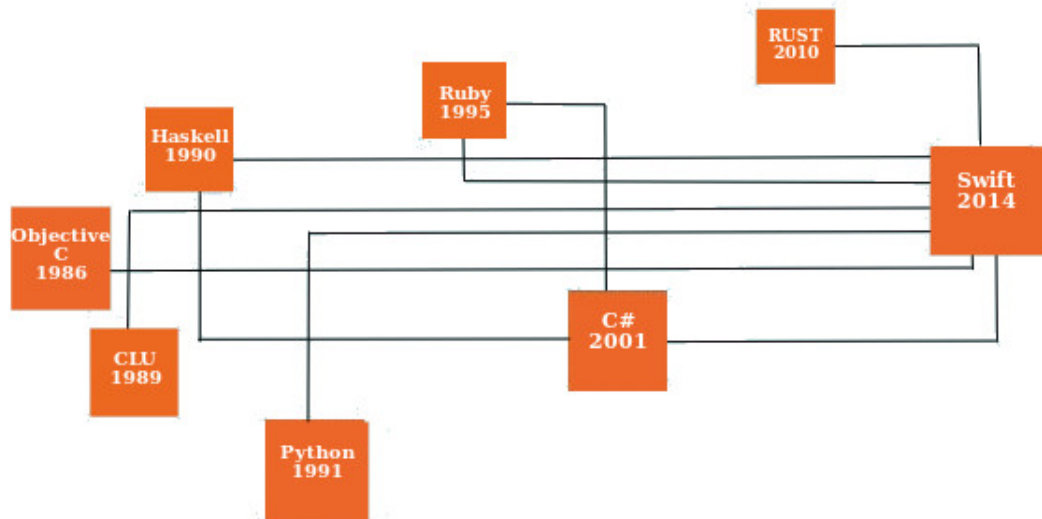 RUST
2010
Ruby
1995
Haskell
1990
Swift
2014
Objective
C
1986
C#
2001
CLU
1989
Python
1991